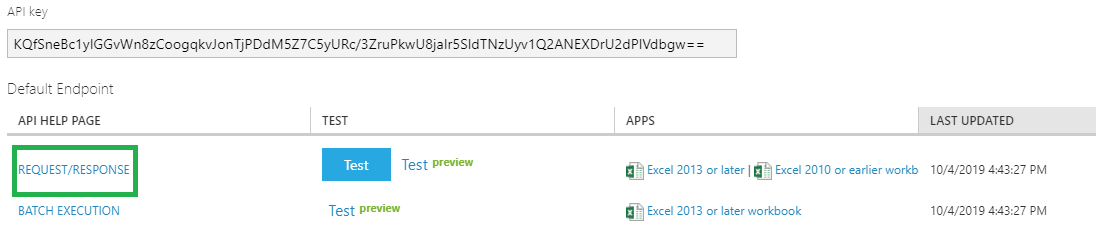 API key
KQfSneBc1ylGGvWn8zCoogqkvJonTjPDdM5Z7C5yURc/3ZruPkwU8jaIr5SIdTNzUyv1Q2ANEXDrU2dPIVdbgw==
Default Endpoint
API HELP PAGE TEST APPS LAST UPDATED
REQUEST/RESPONSE Test Test preview Excel 2013 or later | Excel 2010 or earlier workb 10/4/2019 4:43:27 PM
BATCH EXECUTION Test preview Excel 2013 or later workbook 10/4/2019 4:43:27 PM